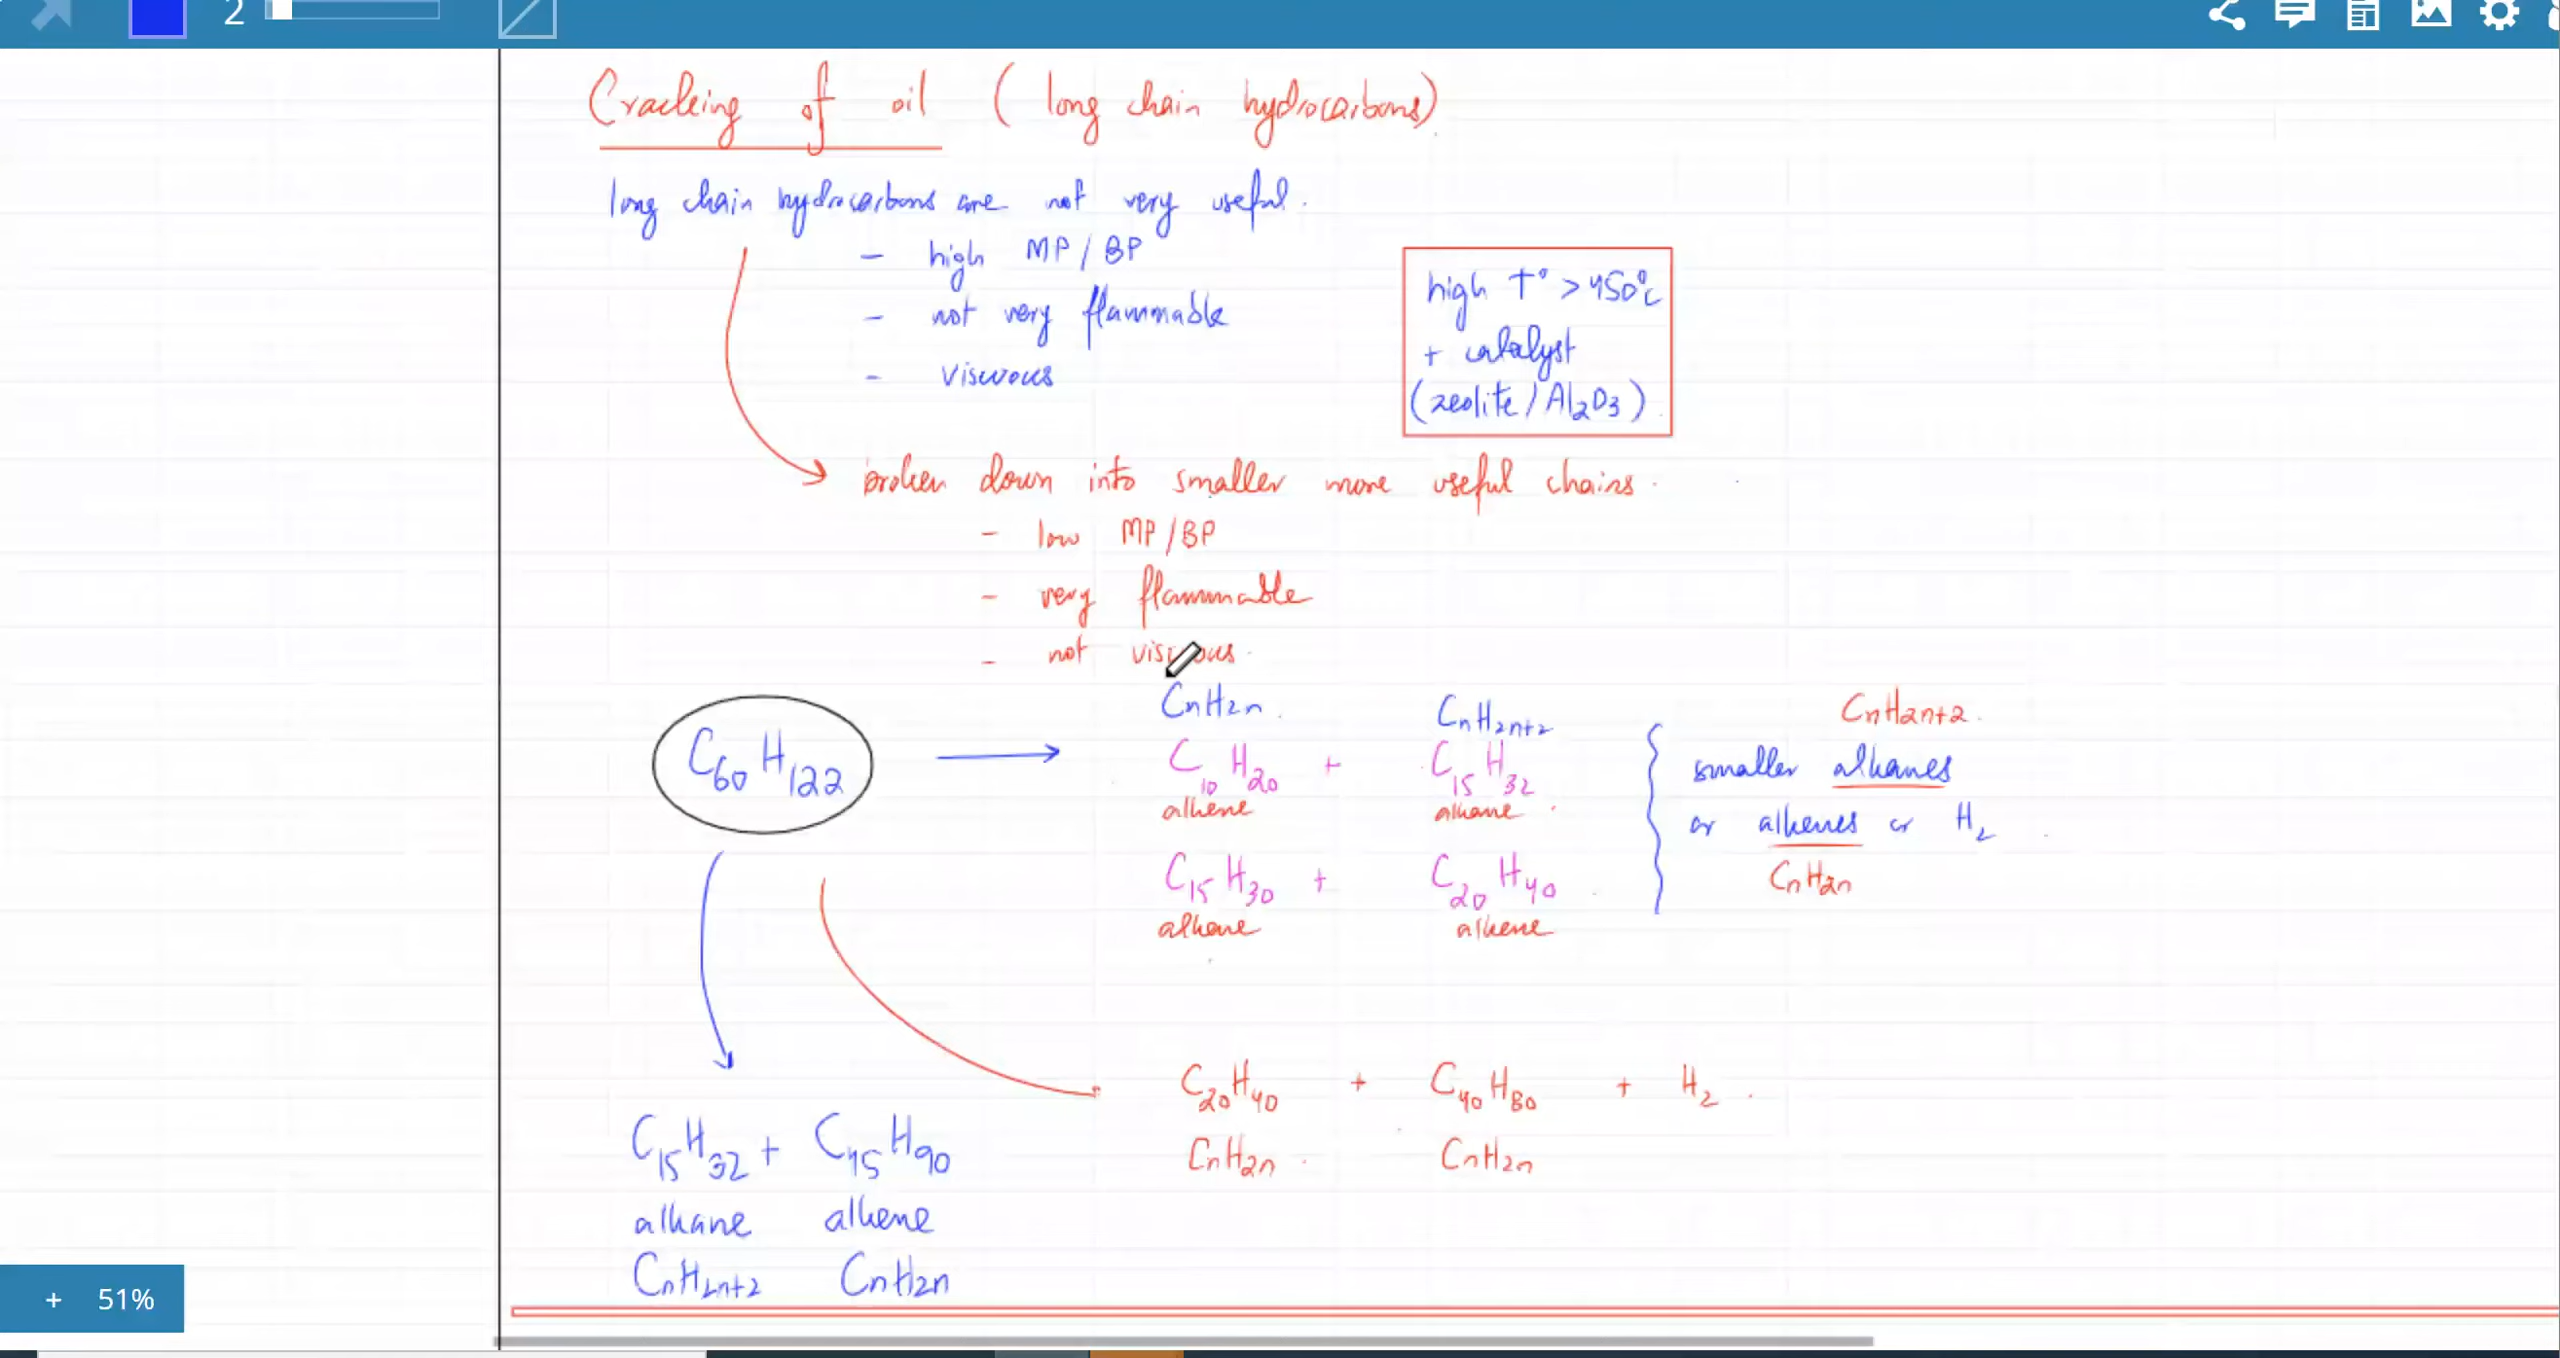 2
Cracking of oil ( long chain hydrocarbons)
long chain hydrocarbons are not very useful.
- high MP / BP
- not very flammable
- viscous
high T° > 450°C
+ catalyst
(zeolite / Al2O3)
broken down into smaller more useful chains.
- low MP / BP
- very flammable
- not viscous.
CnH2n. CnH2n+2 CnH2n+2.
C60H122 → C10H20 + C15H32 smaller alkanes
alkene alkane. or alkenes or H2
C15H30 + C20H40 CnH2n
alkene alkene
C20H40 + C40H80 + H2.
C15H32 + C45H90 CnH2n CnH2n
alkane alkene
CnH2n+2 CnH2n
+ 51%